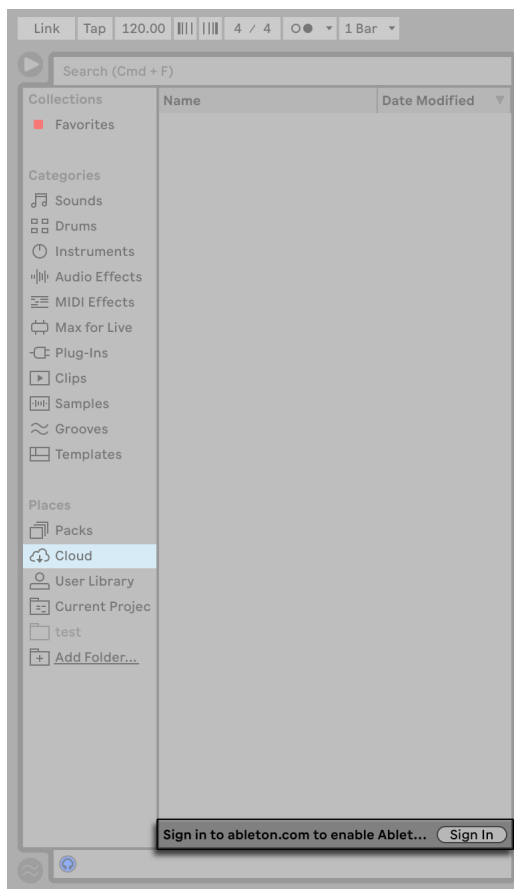 Link Tap 120.00 4 / 4 1 Bar
Search (Cmd + F)
Collections
Name Date Modified
Favorites
Categories
Sounds
Drums
Instruments
Audio Effects
MIDI Effects
Max for Live
Plug-Ins
Clips
Samples
Grooves
Templates
Places
Packs
Cloud
User Library
Current Projec
test
Add Folder...
Sign in to ableton.com to enable Ablet... Sign In